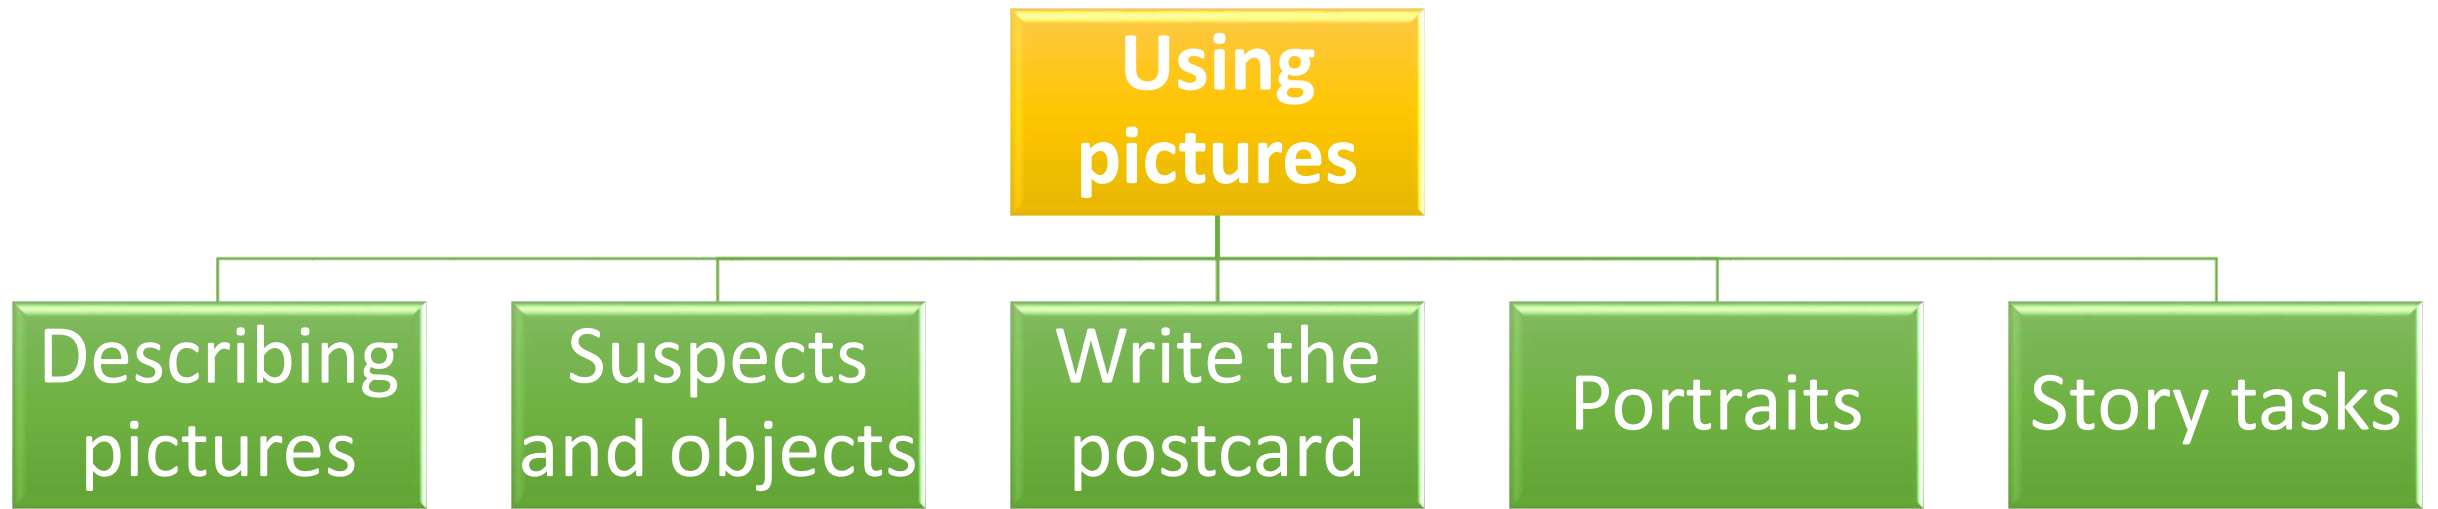 Using
pictures
Describing
pictures
Suspects
and objects
Write the
postcard
Portraits
Story tasks